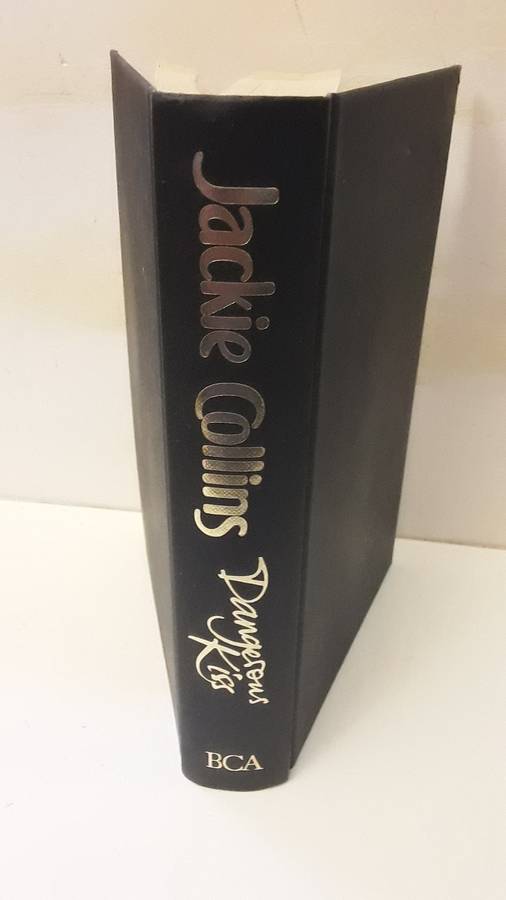 Jackie Collins
Dangerous
Kiss
BCA